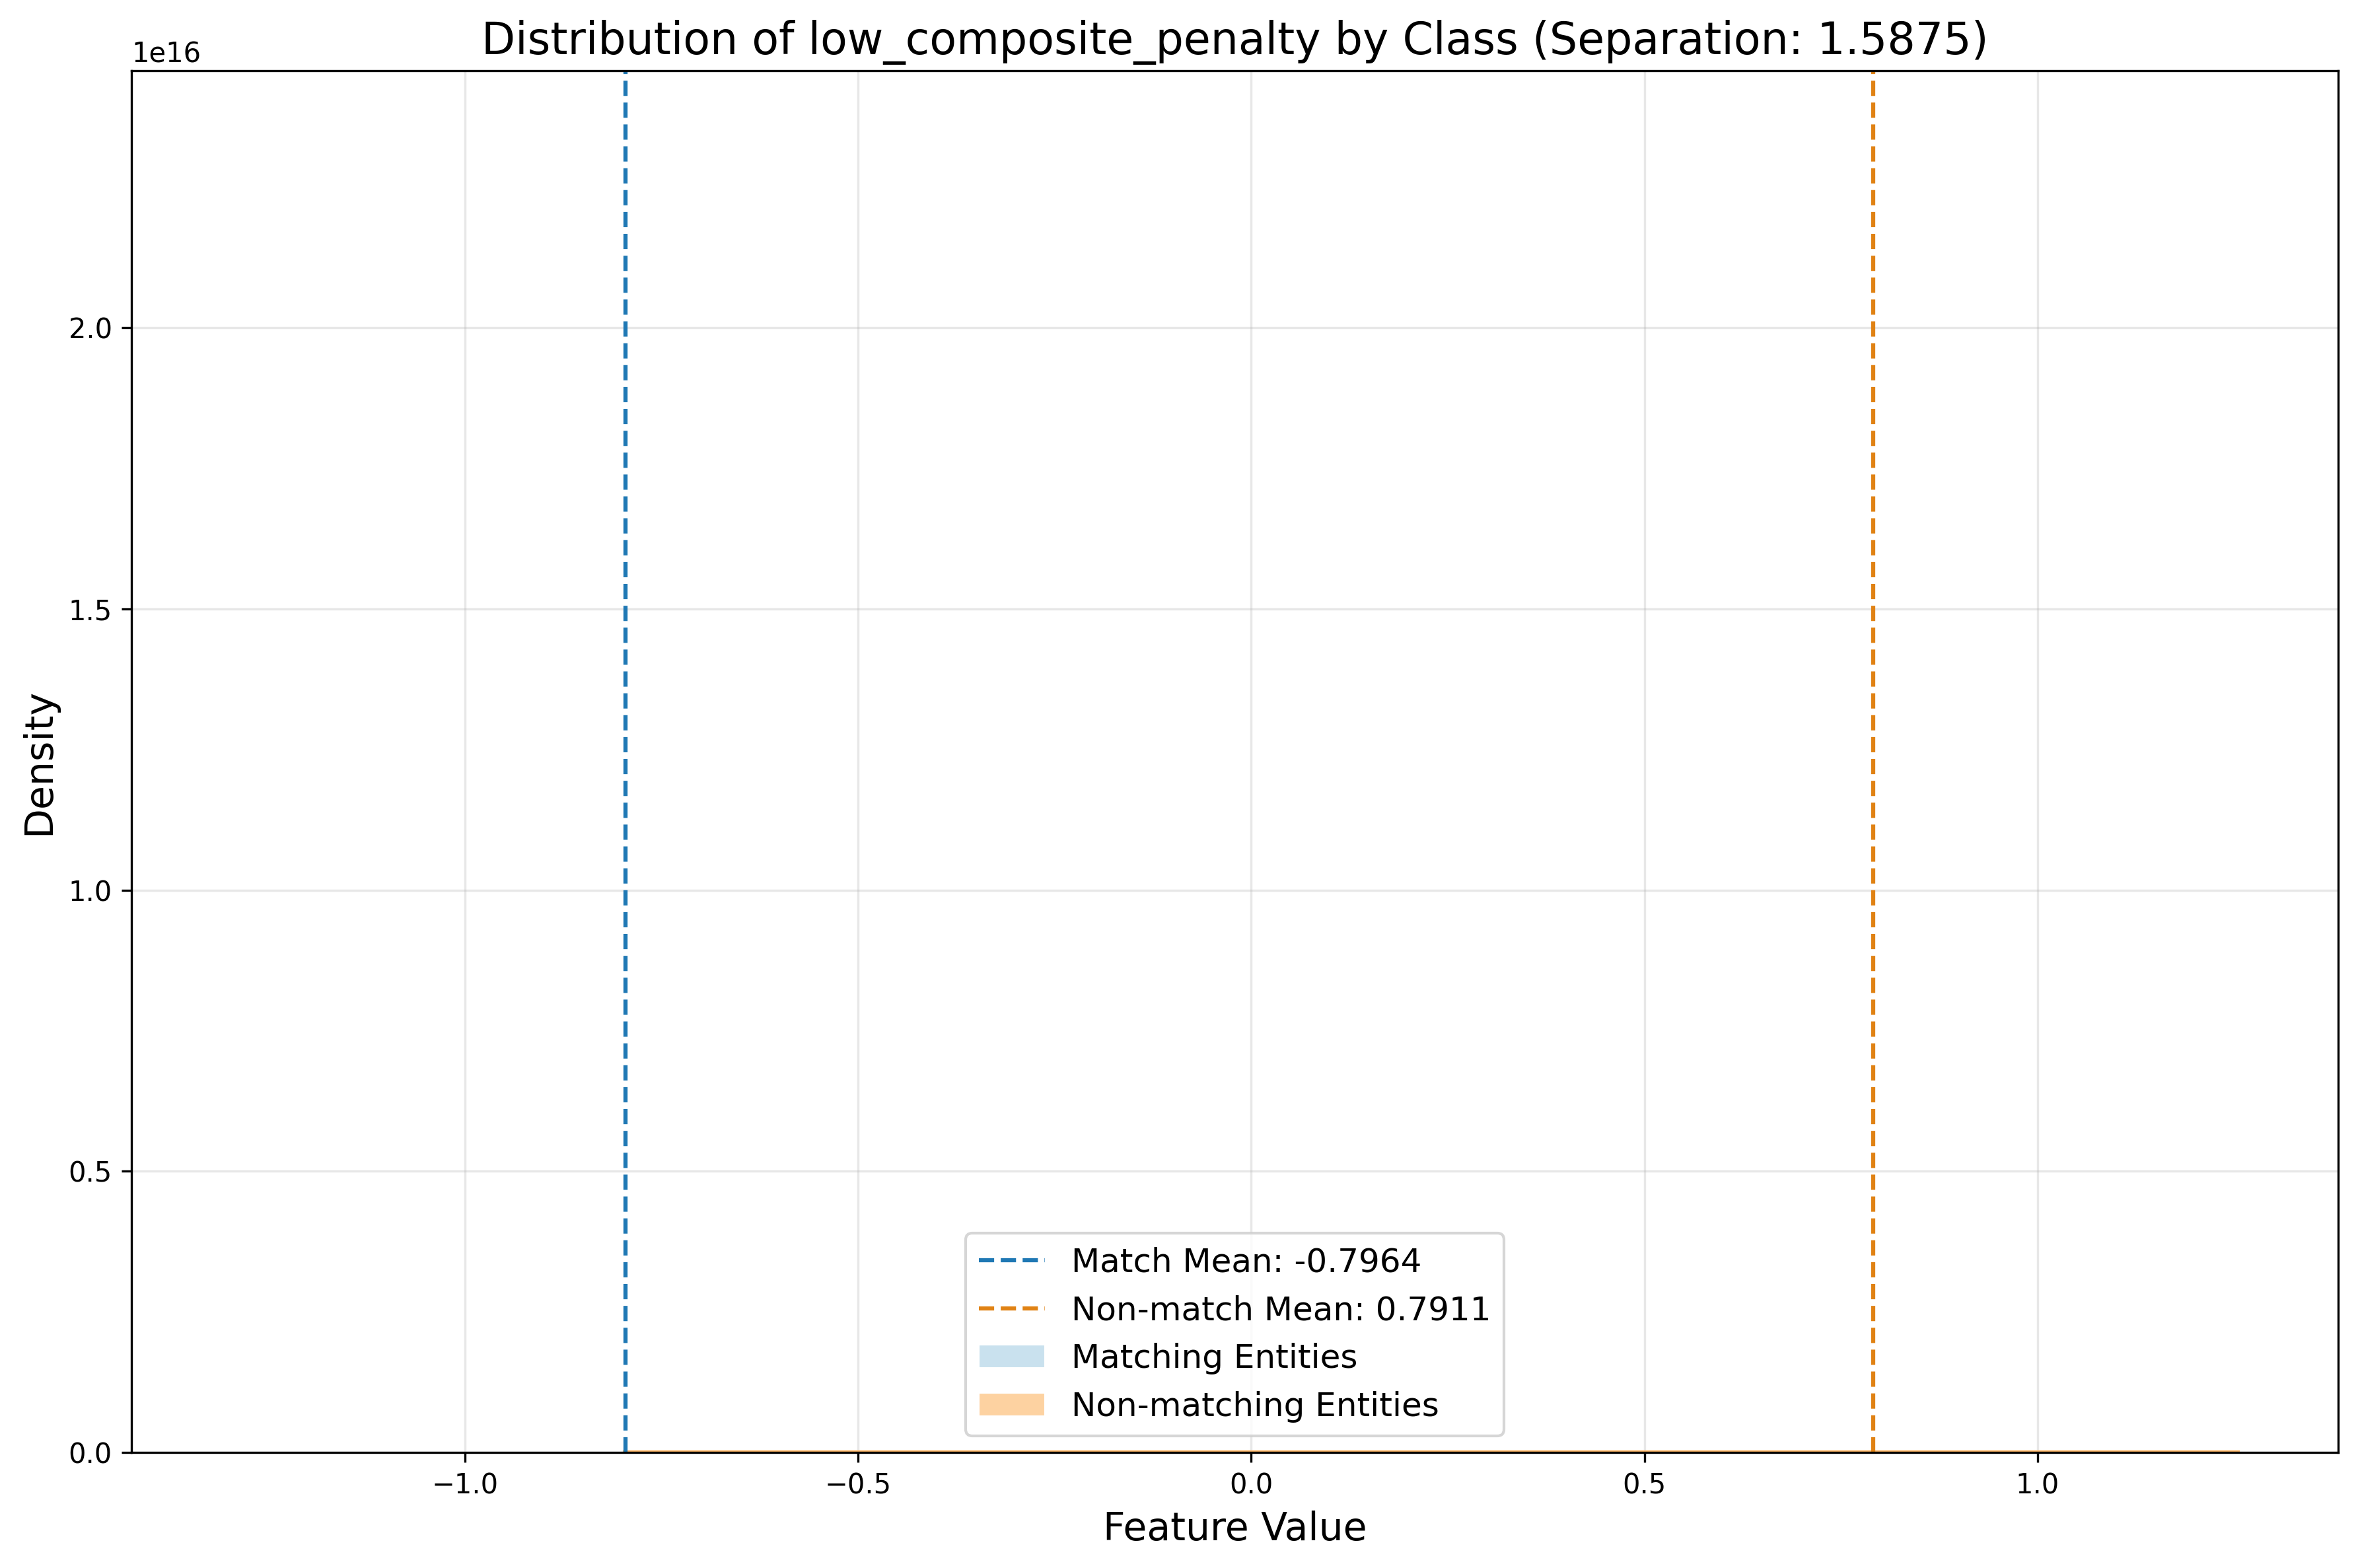 Distribution of low_composite_penalty by Class (Separation: 1.5875)
1e16
2.0
1.5
1.0
0.5
0.0
Density
Match Mean: -0.7964
Non-match Mean: 0.7911
Matching Entities
Non-matching Entities
−1.0 −0.5 0.0 0.5 1.0
Feature Value